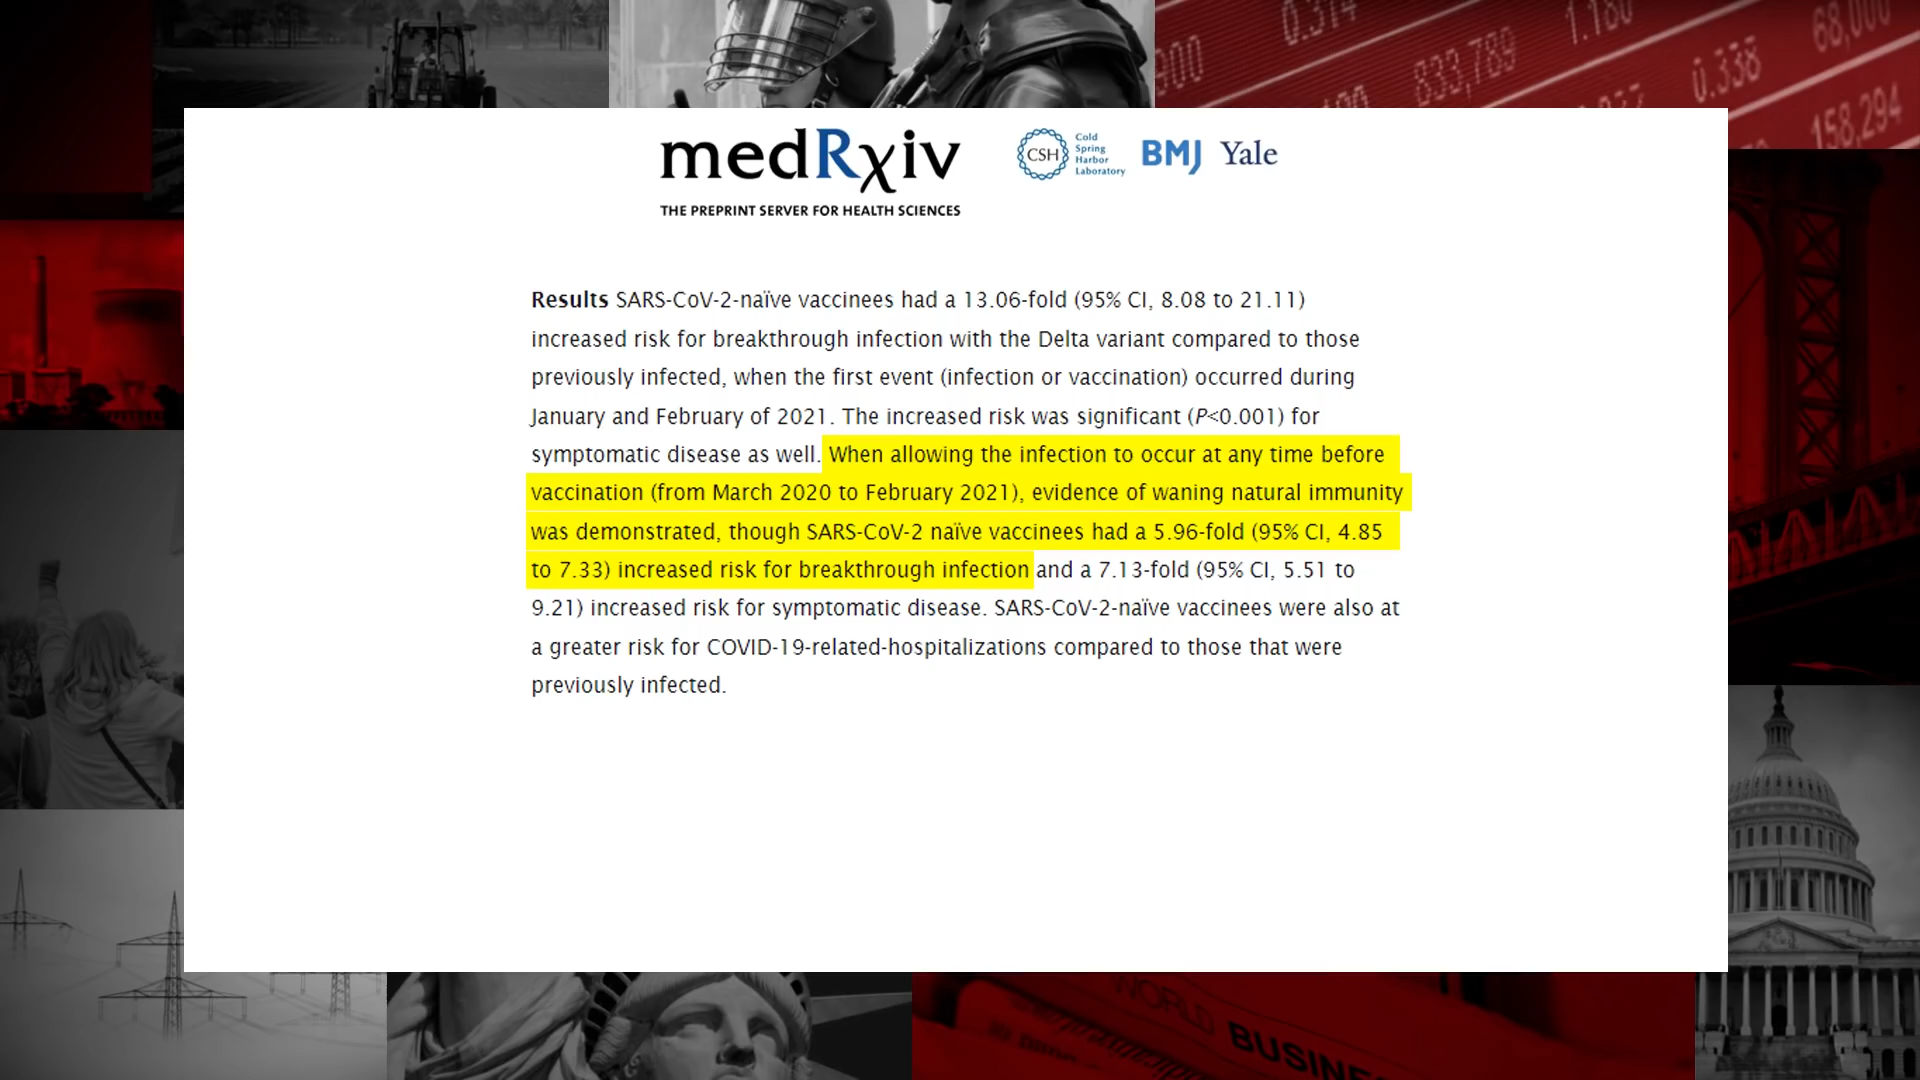 0.314
1.180
68,000
900
833,789
0.338
158,294
medRxiv
THE PREPRINT SERVER FOR HEALTH SCIENCES
CSH
Cold
Spring
Harbor
Laboratory
BMJ
Yale
Results SARS-CoV-2-naïve vaccinees had a 13.06-fold (95% CI, 8.08 to 21.11)
increased risk for breakthrough infection with the Delta variant compared to those
previously infected, when the first event (infection or vaccination) occurred during
January and February of 2021. The increased risk was significant (P<0.001) for
symptomatic disease as well. When allowing the infection to occur at any time before
vaccination (from March 2020 to February 2021), evidence of waning natural immunity
was demonstrated, though SARS-CoV-2 naïve vaccinees had a 5.96-fold (95% CI, 4.85
to 7.33) increased risk for breakthrough infection and a 7.13-fold (95% CI, 5.51 to
9.21) increased risk for symptomatic disease. SARS-CoV-2-naïve vaccinees were also at
a greater risk for COVID-19-related-hospitalizations compared to those that were
previously infected.
WORLD
BUSINE